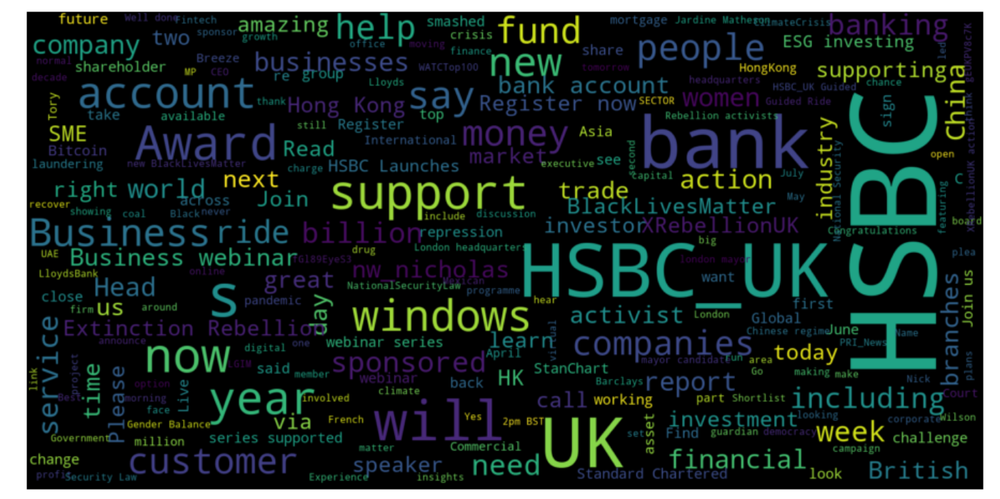 future Well done Fintech amazing help smashed fund mortgage Jardine Matheson ClimateCrisis banking
two sponsor growth office moving crisis finance
company Breeze businesses WATCTop100 new share people ESG investing
normal shareholder MP CEO re group tomorrow HongKong supporting
decade Lloyds bank account headquarters HSBC_UK Guided chance led
account thank Hong Kong say Register now SECTOR women Guided Ride
Tory take available still Register top Rebellion activists sign China
SME Award International money Asia bank HSBC
Bitcoin Read market executive see second open
laundering new BlackLivesMatter charge HSBC Launches capital action July industry National Security
right world next support trade C
recover across Join include discussion BlackLivesMatter May featuring
showing coal Black never
Business ride billion repression investor XRebellionUK Congratulations board
UAE Business webinar drug London headquarters big HSBC_UK london mayor plea
LloydsBank online great nw_nicholas Mexican want
close Head NationalSecurityLaw programme
firm us around s pandemic day windows hear activist London first branches Join us
service Extinction Rebellion Global
announce webinar series learn virtual companies Chinese regime June PRI_News Name
now digital one sponsored April mayor candidate run area today
link project time Please option LGIM said member webinar back HK StanChart Go making make Nick plans
Best morning Live year involved climate Barclays report including Court
face call working part Shortlist
Gender Balance via French will Yes 2pm BST UK set asset investment looking corporate Wilson
Government million series supported Find guardian democracy week challenge
change customer matter Commercial campaign
profit Security Law Experience speaker insights need Standard Chartered financial look British